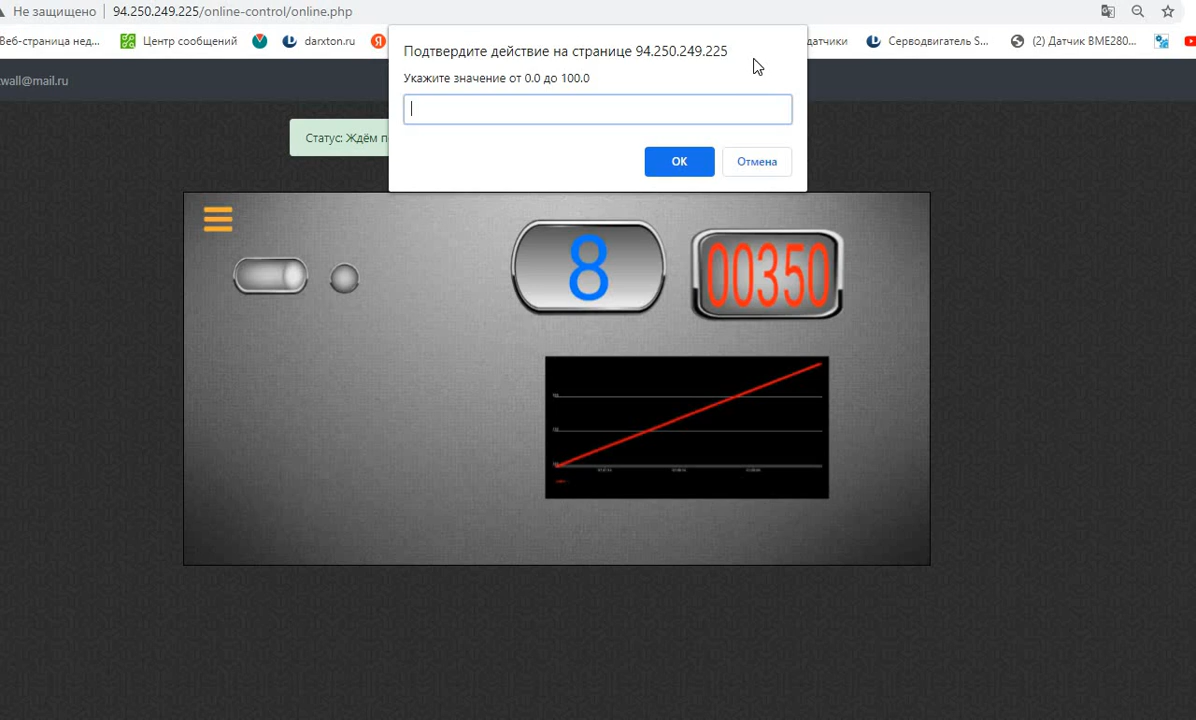 Не защищено
94.250.249.225/online-control/online.php
Веб-страница нед...
Центр сообщений
darxton.ru
Я
датчики
Серводвигатель S...
(2) Датчик BME280...
wall@mail.ru
Подтвердите действие на странице 94.250.249.225
Укажите значение от 0.0 до 100.0
ОК
Отмена
Статус: Ждём п
8
00350